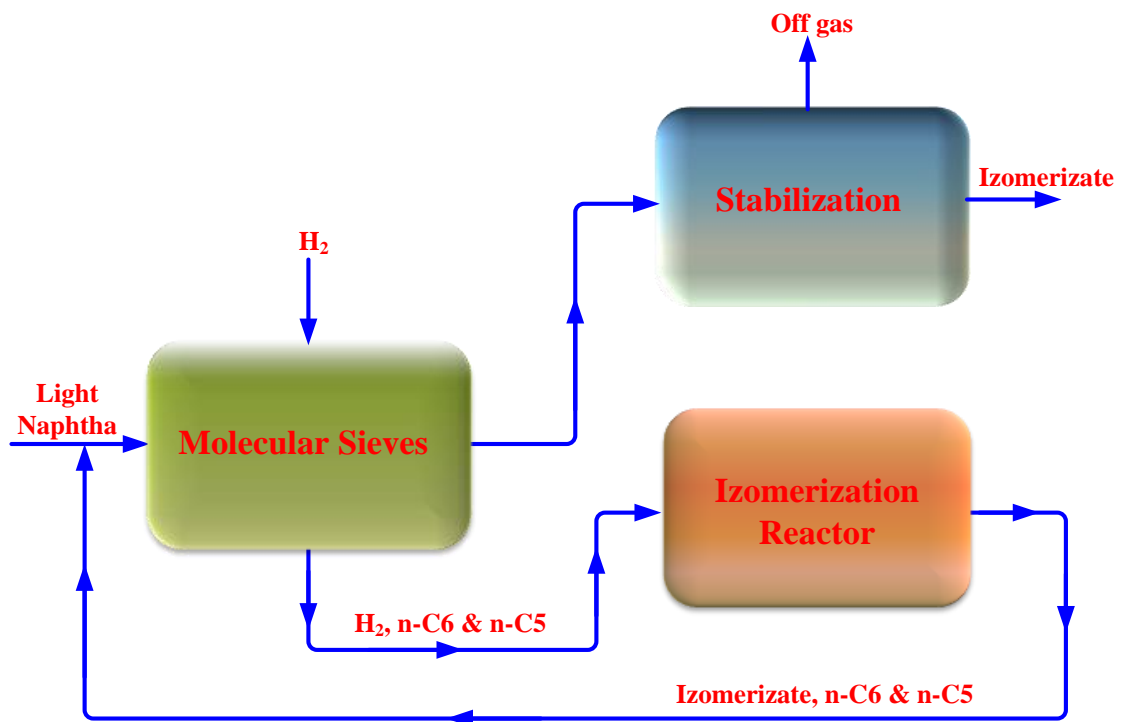 Off gas
Stabilization
Izomerizate
H₂
Light
Naphtha
Molecular Sieves
Izomerization
Reactor
H₂, n-C6 & n-C5
Izomerizate, n-C6 & n-C5